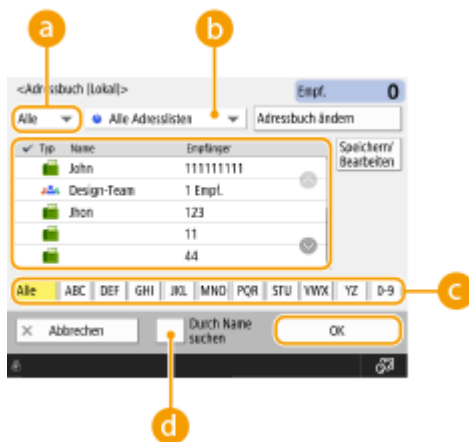 a
b
<Adressbuch (Lokal)>
Empf. 0
Alle
Alle Adresslisten
Adressbuch ändern
Typ Name Empfänger
Speichern/
Bearbeiten
John 111111111
Design-Team 1 Empf.
Jhon 123
11
44
Alle ABC DEF GHI JKL MNO PQR STU VWX YZ 0-9
c
Abbrechen
Durch Name
suchen
OK
d